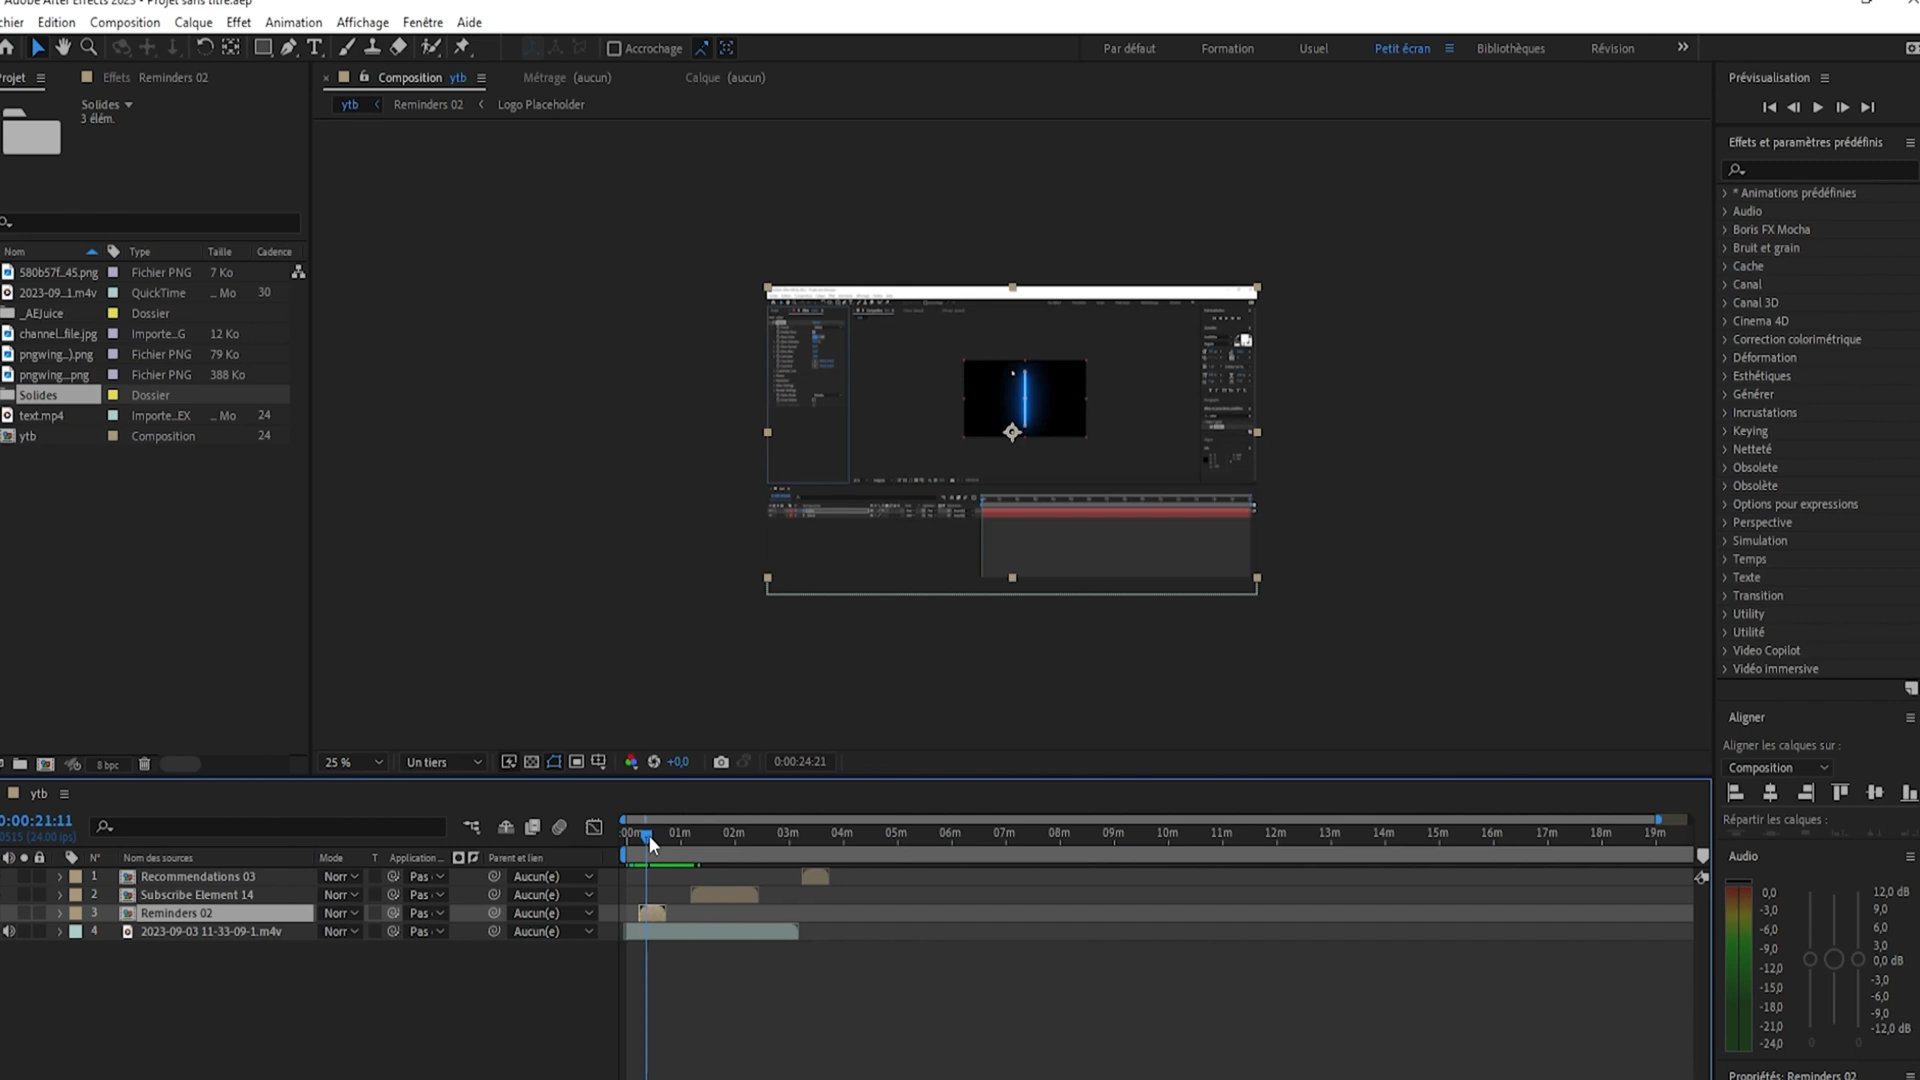 Adobe After Effects 2023 - Projet sans titre.aep
chier Edition Composition Calque Effet Animation Affichage Fenêtre Aide
Accrochage Par défaut Formation Usuel Petit écran Bibliothèques Révision
Projet Effets Reminders 02
Composition ytb Métrage (aucun) Calque (aucun)
Prévisualisation
Solides
3 élém.
ytb Reminders 02 Logo Placeholder
Effets et paramètres prédéfinis
* Animations prédéfinies
Audio
Boris FX Mocha
Bruit et grain
Cache
Canal
Canal 3D
Cinema 4D
Correction colorimétrique
Déformation
Esthétiques
Générer
Incrustations
Keying
Netteté
Obsolete
Obsolète
Options pour expressions
Perspective
Simulation
Temps
Texte
Transition
Utility
Utilité
Video Copilot
Vidéo immersive
Nom Type Taille Cadence
580b57f_45.png Fichier PNG 7 Ko
2023-09...1.m4v QuickTime ... Mo 30
_AEJuice Dossier
channel_file.jpg Importe...G 12 Ko
pngwing...).png Fichier PNG 79 Ko
pngwing....png Fichier PNG 388 Ko
Solides Dossier
text.mp4 Importe...EX ... Mo 24
ytb Composition 24
8 bpc
25 % Un tiers +0,0 0:00:24:21
Aligner
Aligner les calques sur :
Composition
Répartir les calques :
ytb
0:00:21:11
0515 (24.00 ips)
:00m 01m 02m 03m 04m 05m 06m 07m 08m 09m 10m 11m 12m 13m 14m 15m 16m 17m 18m 19m
N° Nom des sources Mode T Application... Parent et lien
1 Recommendations 03 Norr Pas Aucun(e)
2 Subscribe Element 14 Norr Pas Aucun(e)
3 Reminders 02 Norr Pas Aucun(e)
4 2023-09-03 11-33-09-1.m4v Norr Pas Aucun(e)
Audio
0,0
-3,0
-6,0
-9,0
-12,0
-15,0
-18,0
-21,0
-24,0
12,0 dB
9,0
6,0
3,0
0,0 dB
-3,0
-6,0
-9,0
-12,0 dB
0 0
Propriétés: Reminders 02